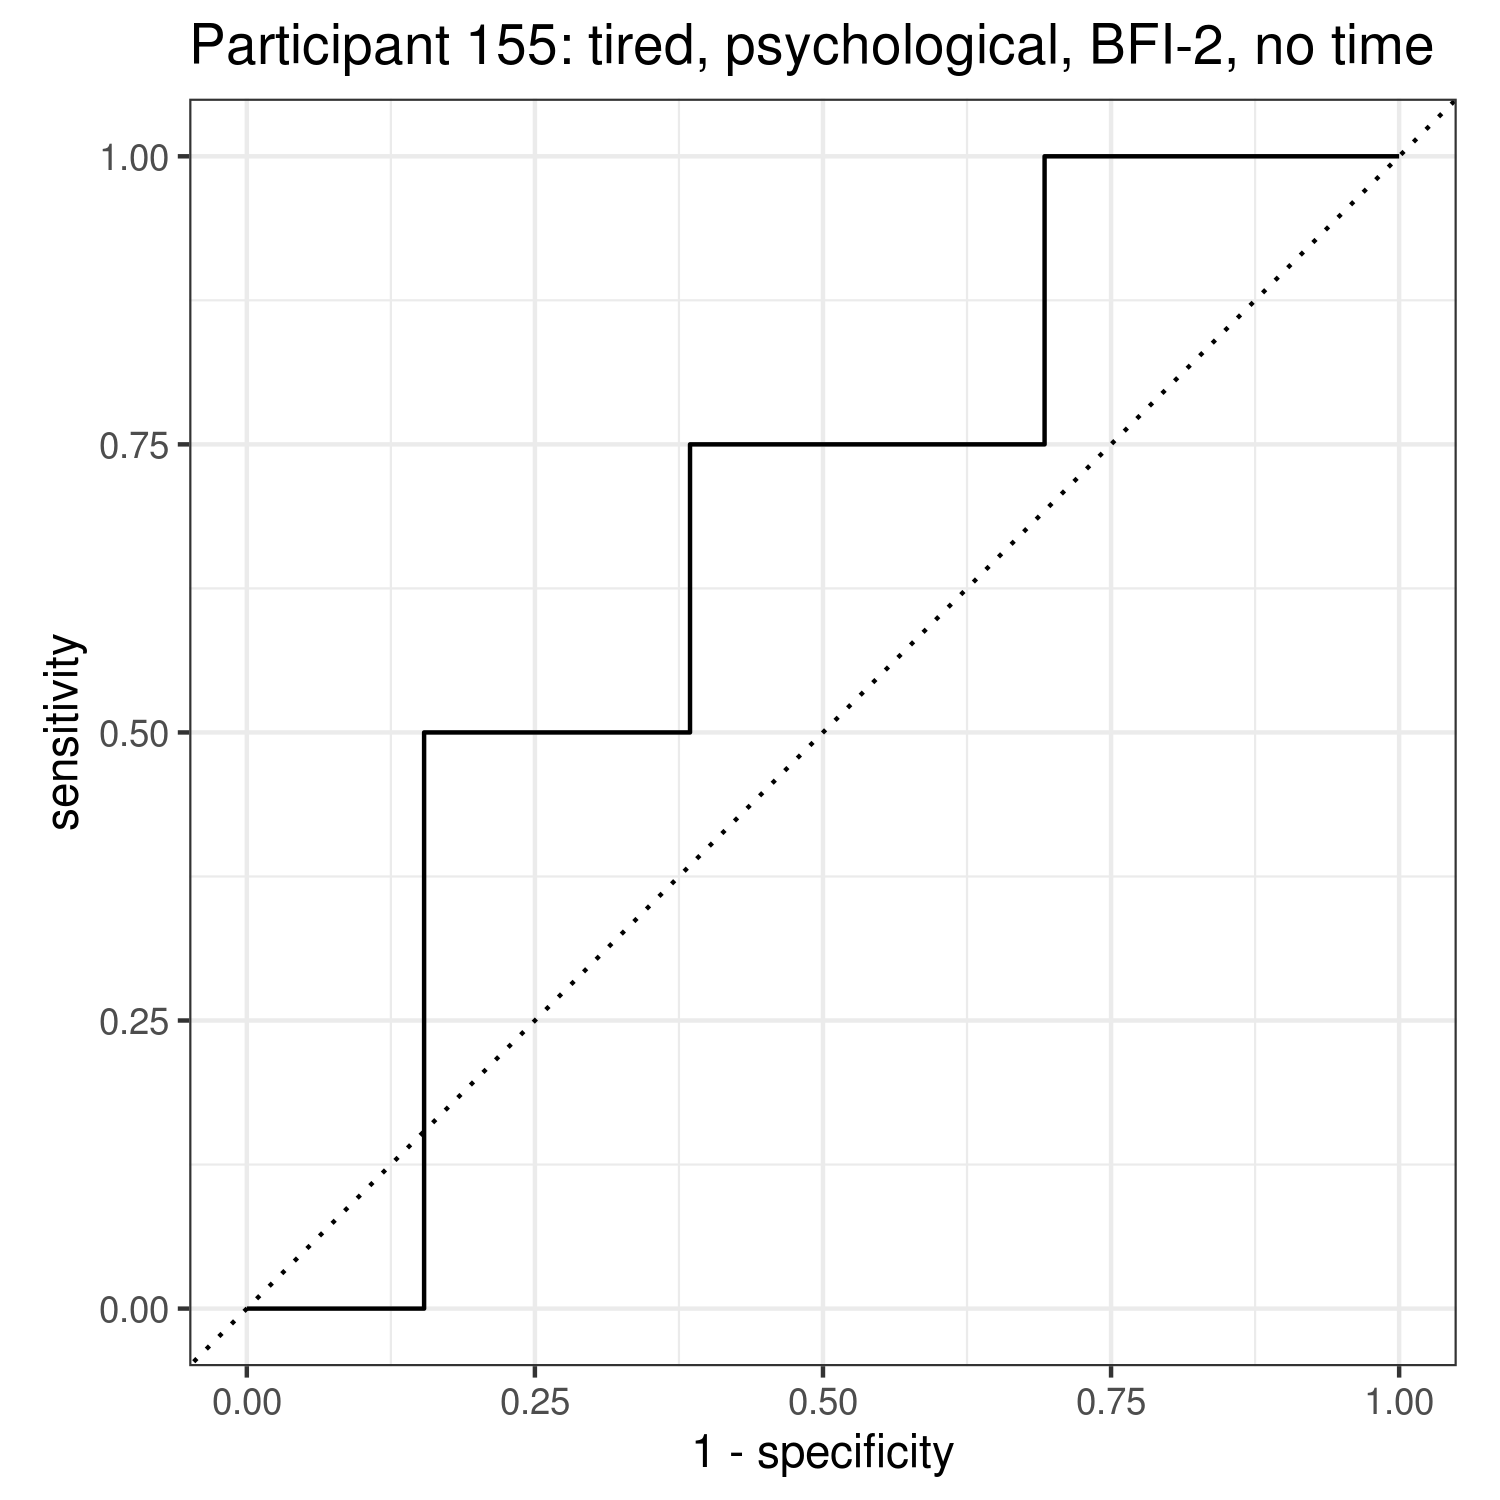 Participant 155: tired, psychological, BFI-2, no time
1.00
0.75
0.50
0.25
0.00
sensitivity
0.00 0.25 0.50 0.75 1.00
1 - specificity